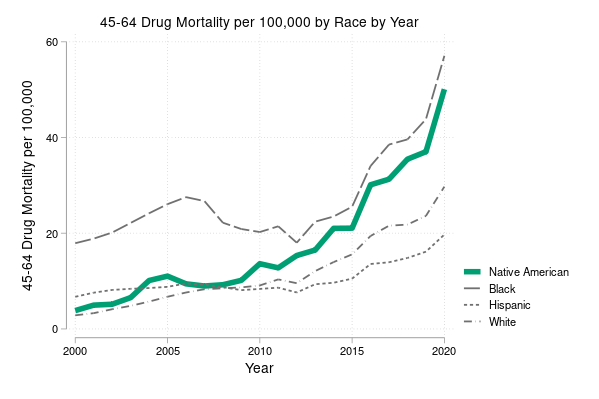 45-64 Drug Mortality per 100,000 by Race by Year
60
40
20
0
45-64 Drug Mortality per 100,000
2000
2005
2010
2015
2020
Year
Native American
Black
Hispanic
White